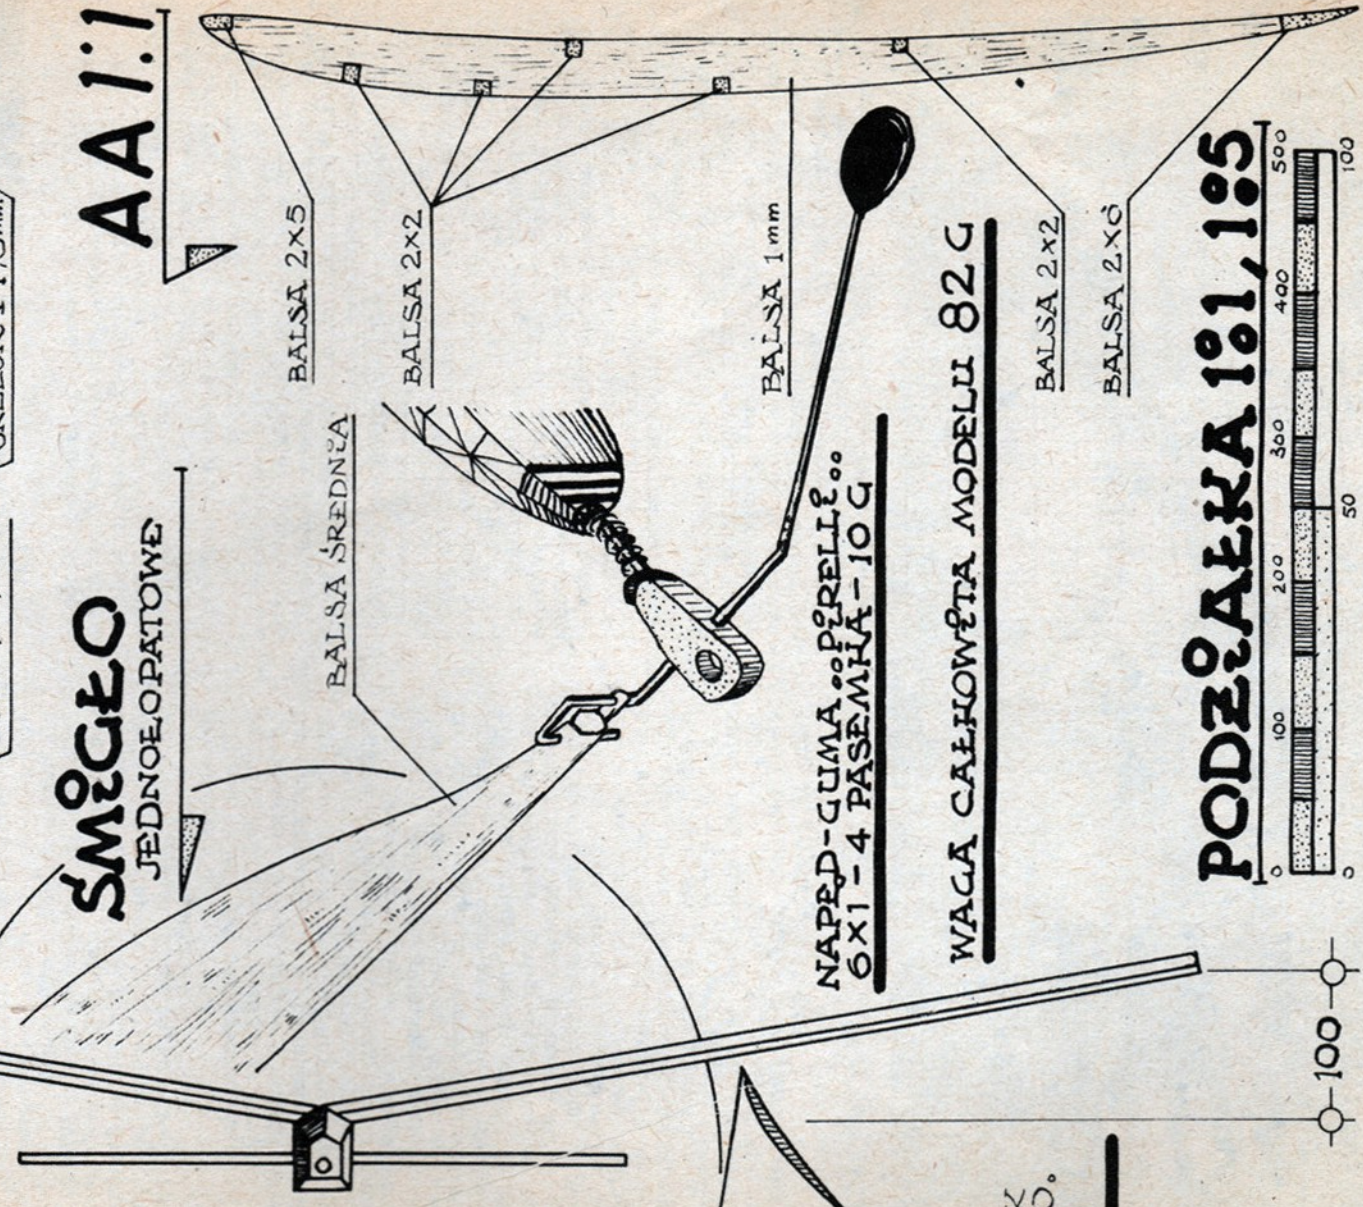 AA 1:1
BALSA 2×5
BALSA 2×2
BALSA 1mm
BALSA 2×2
BALSA 2×6
ŚMIGŁO
JEDNOŁOPATOWE
BALSA ŚREDNIA
NAPĘD-GUMA „PIRELLI”
6×1 - 4 PASEMKA - 10 G
WAGA CAŁKOWITA MODELU 82 G
PODZIAŁKA 1:1, 1:5
0 100 200 300 400 500
0 50 100
100